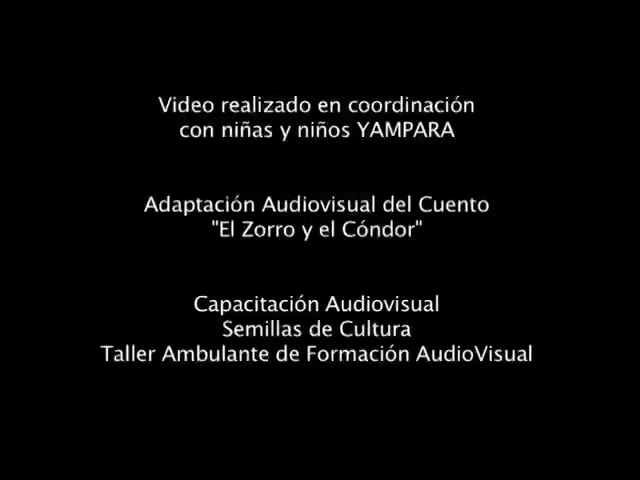 Video realizado en coordinación
con niñas y niños YAMPARA
Adaptación Audiovisual del Cuento
"El Zorro y el Cóndor"
Capacitación Audiovisual
Semillas de Cultura
Taller Ambulante de Formación AudioVisual